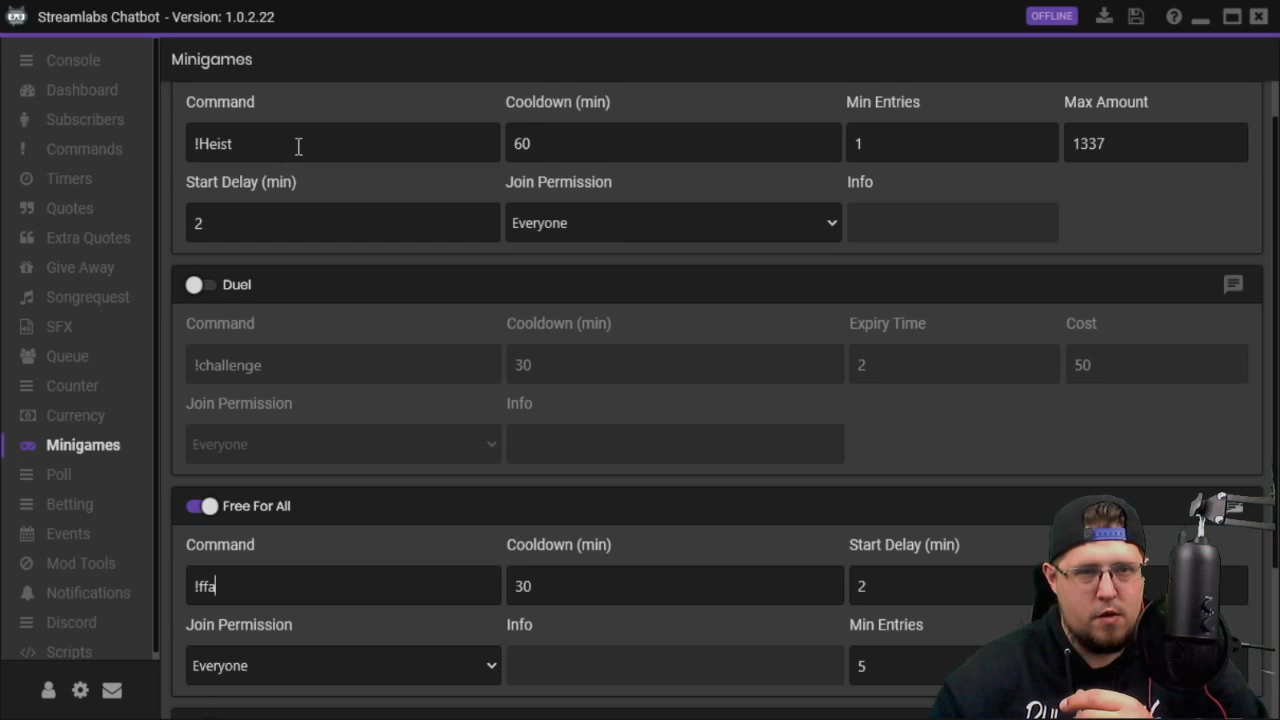 Streamlabs Chatbot - Version: 1.0.2.22
OFFLINE
Console
Dashboard
Subscribers
Commands
Timers
Quotes
Extra Quotes
Give Away
Songrequest
SFX
Queue
Counter
Currency
Minigames
Poll
Betting
Events
Mod Tools
Notifications
Discord
Scripts
Minigames
Command Cooldown (min) Min Entries Max Amount
!Heist 60 1 1337
Start Delay (min) Join Permission Info
2 Everyone
Duel
Command Cooldown (min) Expiry Time Cost
!challenge 30 2 50
Join Permission Info
Everyone
Free For All
Command Cooldown (min) Start Delay (min)
!ffa 30 2
Join Permission Info Min Entries
Everyone 5